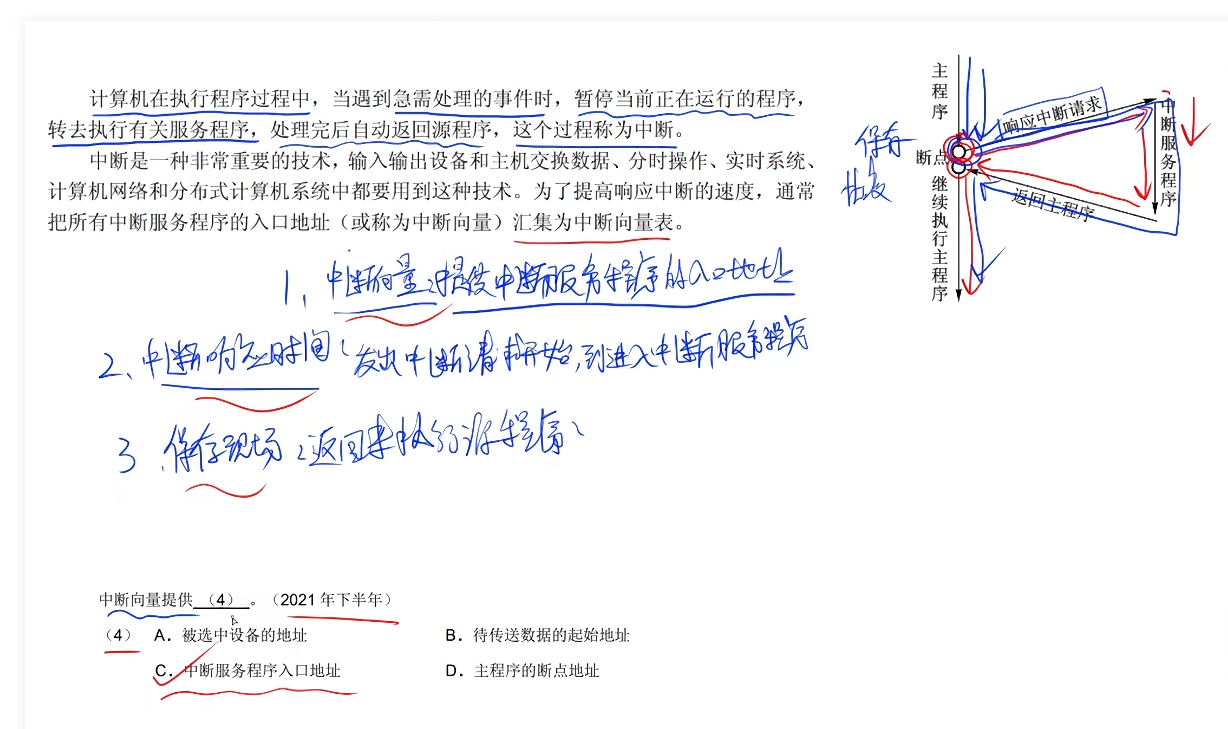 计算机在执行程序过程中，当遇到急需处理的事件时，暂停当前正在运行的程序，
转去执行有关服务程序，处理完后自动返回源程序，这个过程称为中断。
中断是一种非常重要的技术，输入输出设备和主机交换数据、分时操作、实时系统、
计算机网络和分布式计算机系统中都要用到这种技术。为了提高响应中断的速度，通常
把所有中断服务程序的入口地址（或称为中断向量）汇集为中断向量表。
主程序
响应中断请求
中断服务程序
保存
断点
继续执行主程序
返回主程序
1、中断向量：提供中断服务程序的入口地址
2、中断响应时间：发出中断请求开始，到进入中断服务程序
3、保存现场：返回来执行源程序
中断向量提供（4）。（2021年下半年）
（4） A．被选中设备的地址 B．待传送数据的起始地址
C．中断服务程序入口地址 D．主程序的断点地址